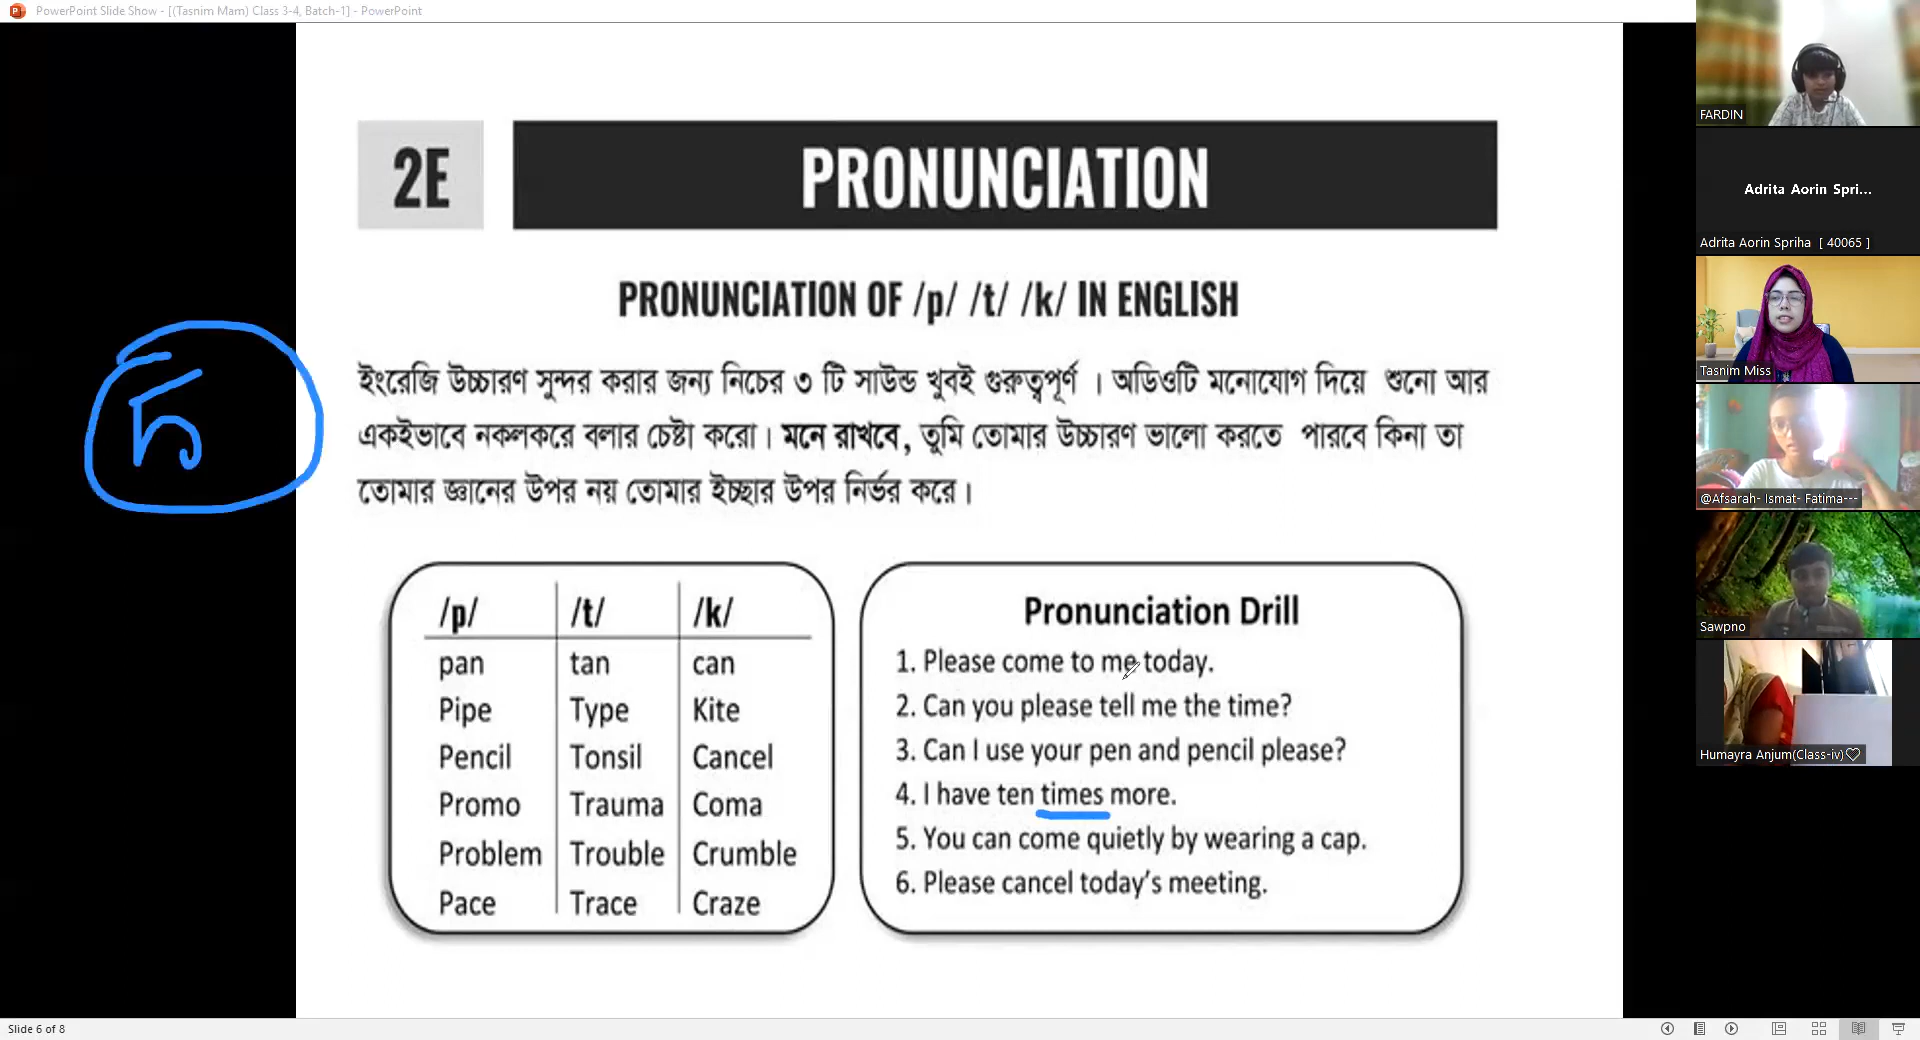 PowerPoint Slide Show - [(Tasnim Mam) Class 3-4, Batch-1] - PowerPoint
2E
PRONUNCIATION
PRONUNCIATION OF /p/ /t/ /k/ IN ENGLISH
ইংরেজি উচ্চারণ সুন্দর করার জন্য নিচের ৩ টি সাউন্ড খুবই গুরুত্বপূর্ণ । অডিওটি মনোযোগ দিয়ে শুনো আর
একইভাবে নকলকরে বলার চেষ্টা করো। মনে রাখবে, তুমি তোমার উচ্চারণ ভালো করতে পারবে কিনা তা
তোমার জ্ঞানের উপর নয় তোমার ইচ্ছার উপর নির্ভর করে।
/p/ /t/ /k/
pan tan can
Pipe Type Kite
Pencil Tonsil Cancel
Promo Trauma Coma
Problem Trouble Crumble
Pace Trace Craze
Pronunciation Drill
1. Please come to me today.
2. Can you please tell me the time?
3. Can I use your pen and pencil please?
4. I have ten times more.
5. You can come quietly by wearing a cap.
6. Please cancel today's meeting.
FARDIN
Adrita Aorin Spri...
Adrita Aorin Spriha [ 40065 ]
Tasnim Miss
@Afsarah- Ismat- Fatima---
Sawpno
Humayra Anjum(Class-iv)♡
Slide 6 of 8